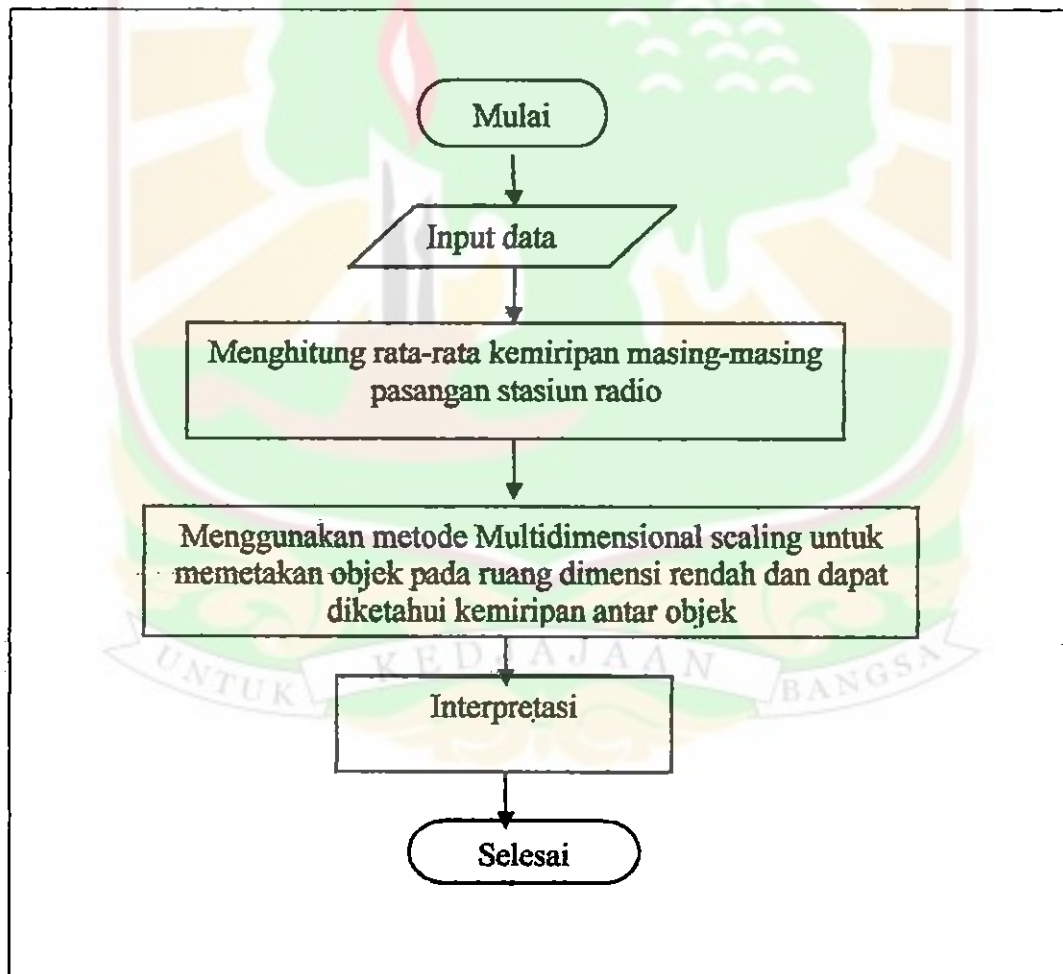 Mulai
Input data
Menghitung rata-rata kemiripan masing-masing
pasangan stasiun radio
Menggunakan metode Multidimensional scaling untuk
memetakan objek pada ruang dimensi rendah dan dapat
diketahui kemiripan antar objek
UNTUK KEDJAJAAN BANGSA
Interpretasi
Selesai